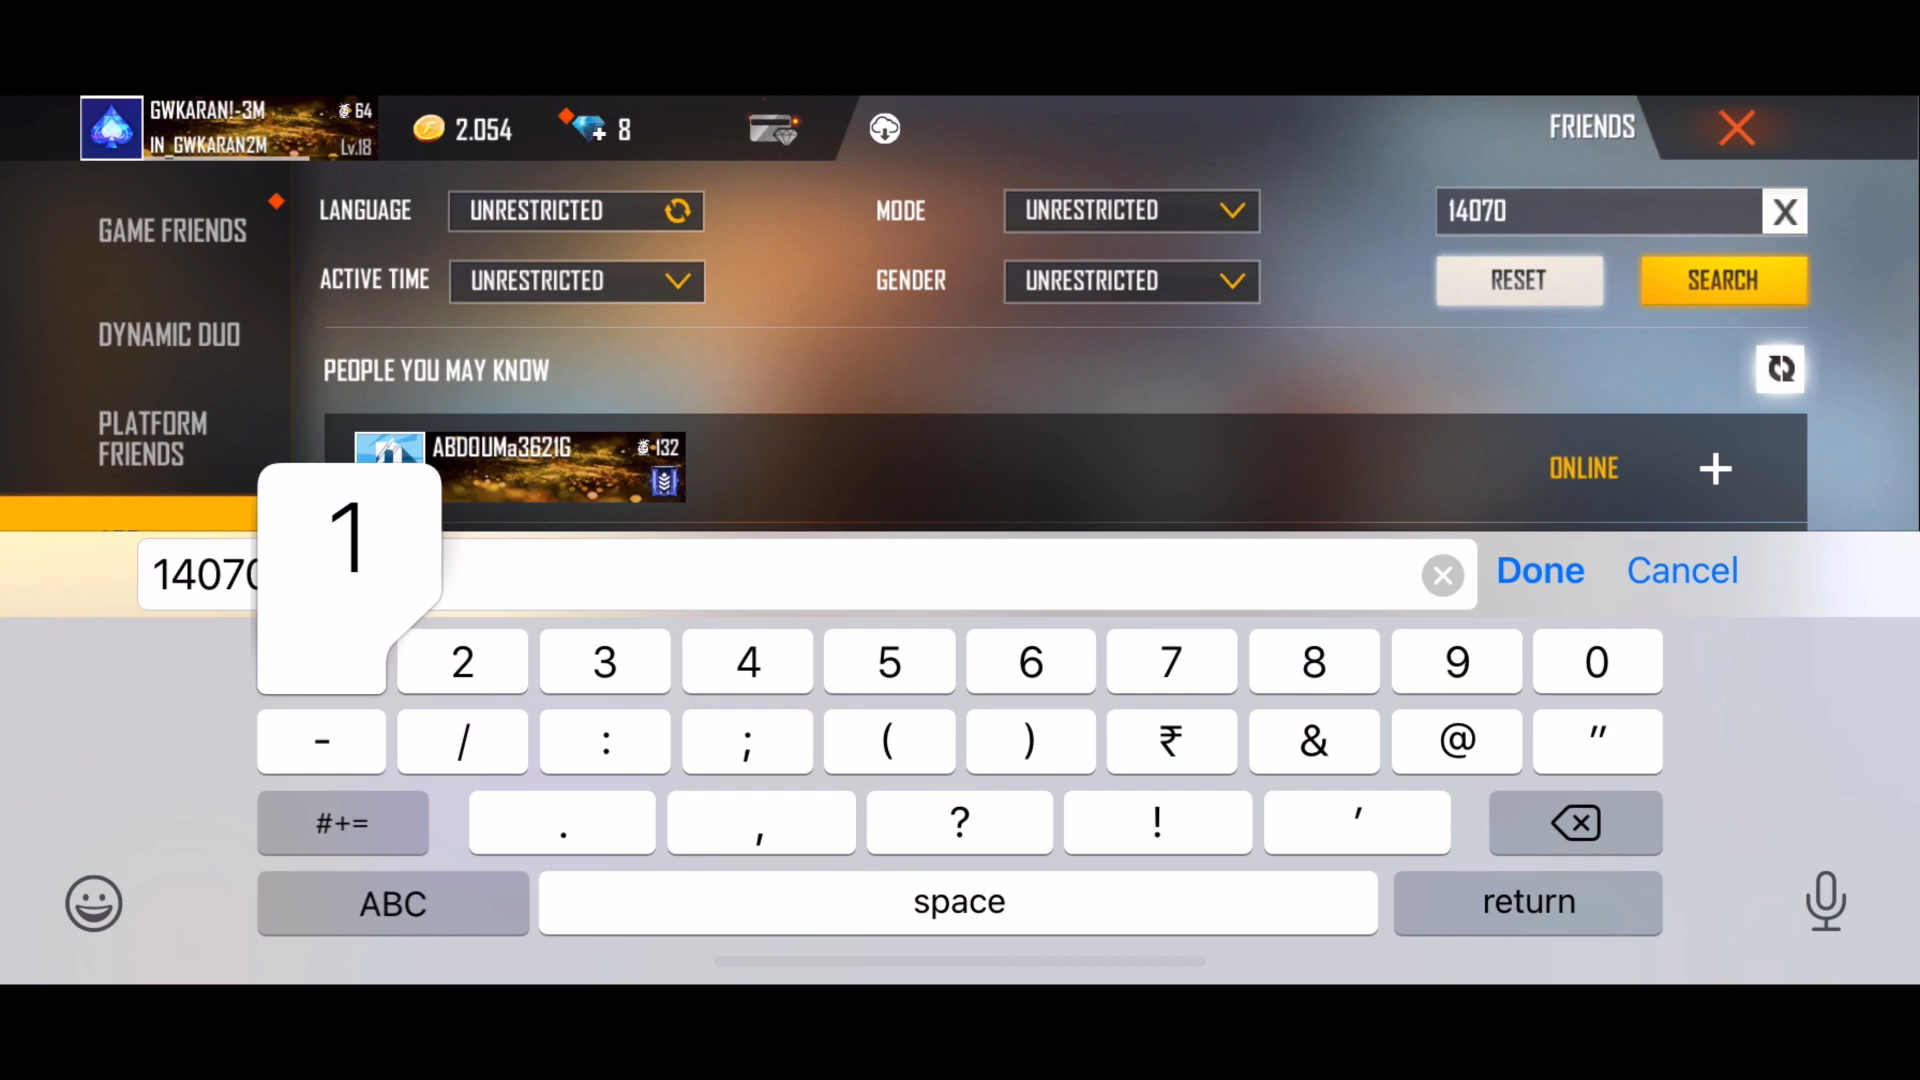 GWKARAN!-3M 64
IN_GWKARAN2M Lv.18
2.054
8
FRIENDS
GAME FRIENDS
DYNAMIC DUO
PLATFORM
FRIENDS
LANGUAGE UNRESTRICTED MODE UNRESTRICTED 14070 X
ACTIVE TIME UNRESTRICTED GENDER UNRESTRICTED RESET SEARCH
PEOPLE YOU MAY KNOW
ABDOUMa3621G 132
ONLINE +
1
14070 Done Cancel
2 3 4 5 6 7 8 9 0
- / : ; ( ) ₹ & @ "
#+= . , ? ! '
ABC space return